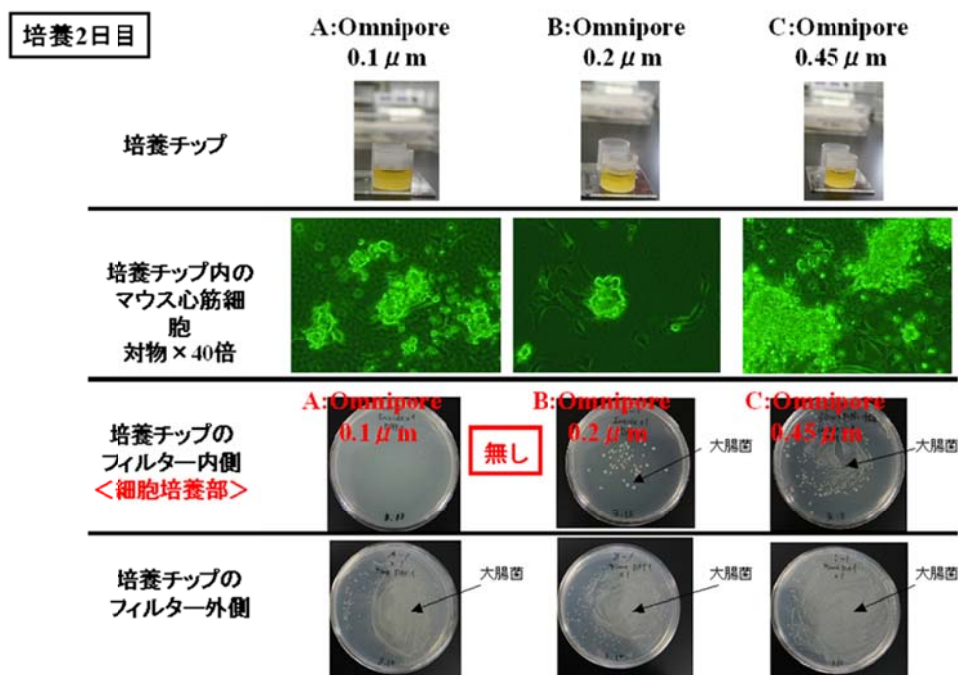 培養2日目
A:Omnipore
0.1μm
B:Omnipore
0.2μm
C:Omnipore
0.45μm
培養チップ
培養チップ内の
マウス心筋細
胞
対物×40倍
培養チップの
フィルター内側
<細胞培養部>
A:Omnipore
0.1μm
無し
B:Omnipore
0.2μm
大腸菌
C:Omnipore
0.45μm
大腸菌
培養チップの
フィルター外側
大腸菌
大腸菌
大腸菌